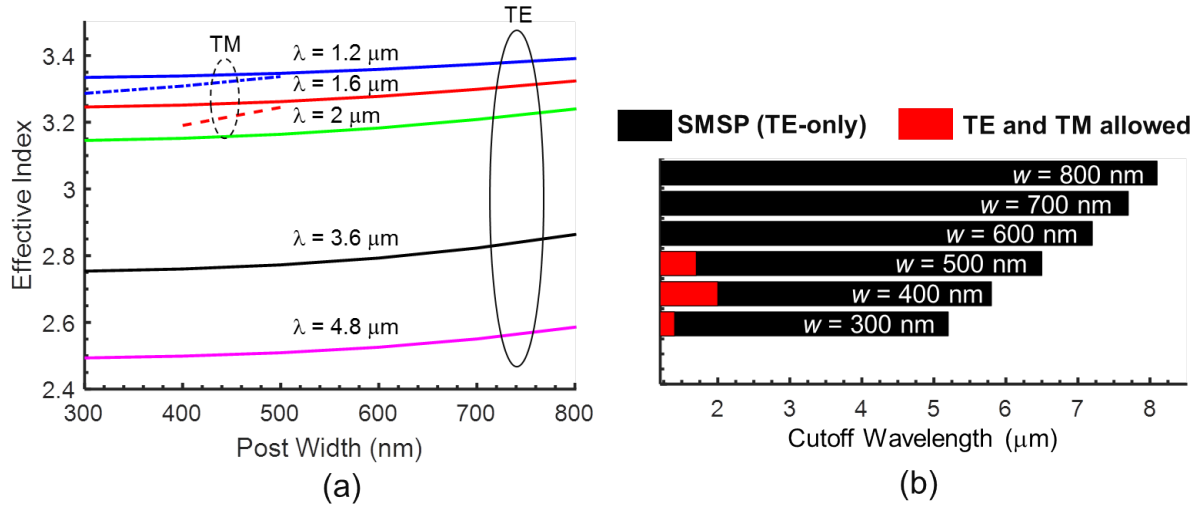 TM
TE
λ = 1.2 μm
λ = 1.6 μm
λ = 2 μm
λ = 3.6 μm
λ = 4.8 μm
3.4
3.2
3
2.8
2.6
2.4
Effective Index
300 400 500 600 700 800
Post Width (nm)
(a)
SMSP (TE-only) TE and TM allowed
w = 800 nm
w = 700 nm
w = 600 nm
w = 500 nm
w = 400 nm
w = 300 nm
2 3 4 5 6 7 8
Cutoff Wavelength (μm)
(b)